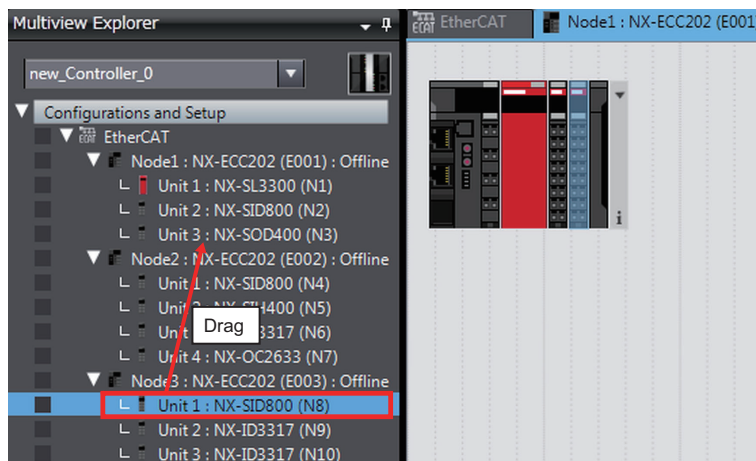 Multiview Explorer
EtherCAT
Node1 : NX-ECC202 (E001
new_Controller_0
Configurations and Setup
EtherCAT
Node1 : NX-ECC202 (E001) : Offline
Unit 1 : NX-SL3300 (N1)
Unit 2 : NX-SID800 (N2)
Unit 3 : NX-SOD400 (N3)
Node2 : NX-ECC202 (E002) : Offline
Unit 1 : NX-SID800 (N4)
Unit 2 : NX-SIH400 (N5)
Drag
Unit 3317 (N6)
Unit 4 : NX-OC2633 (N7)
Node3 : NX-ECC202 (E003) : Offline
Unit 1 : NX-SID800 (N8)
Unit 2 : NX-ID3317 (N9)
Unit 3 : NX-ID3317 (N10)